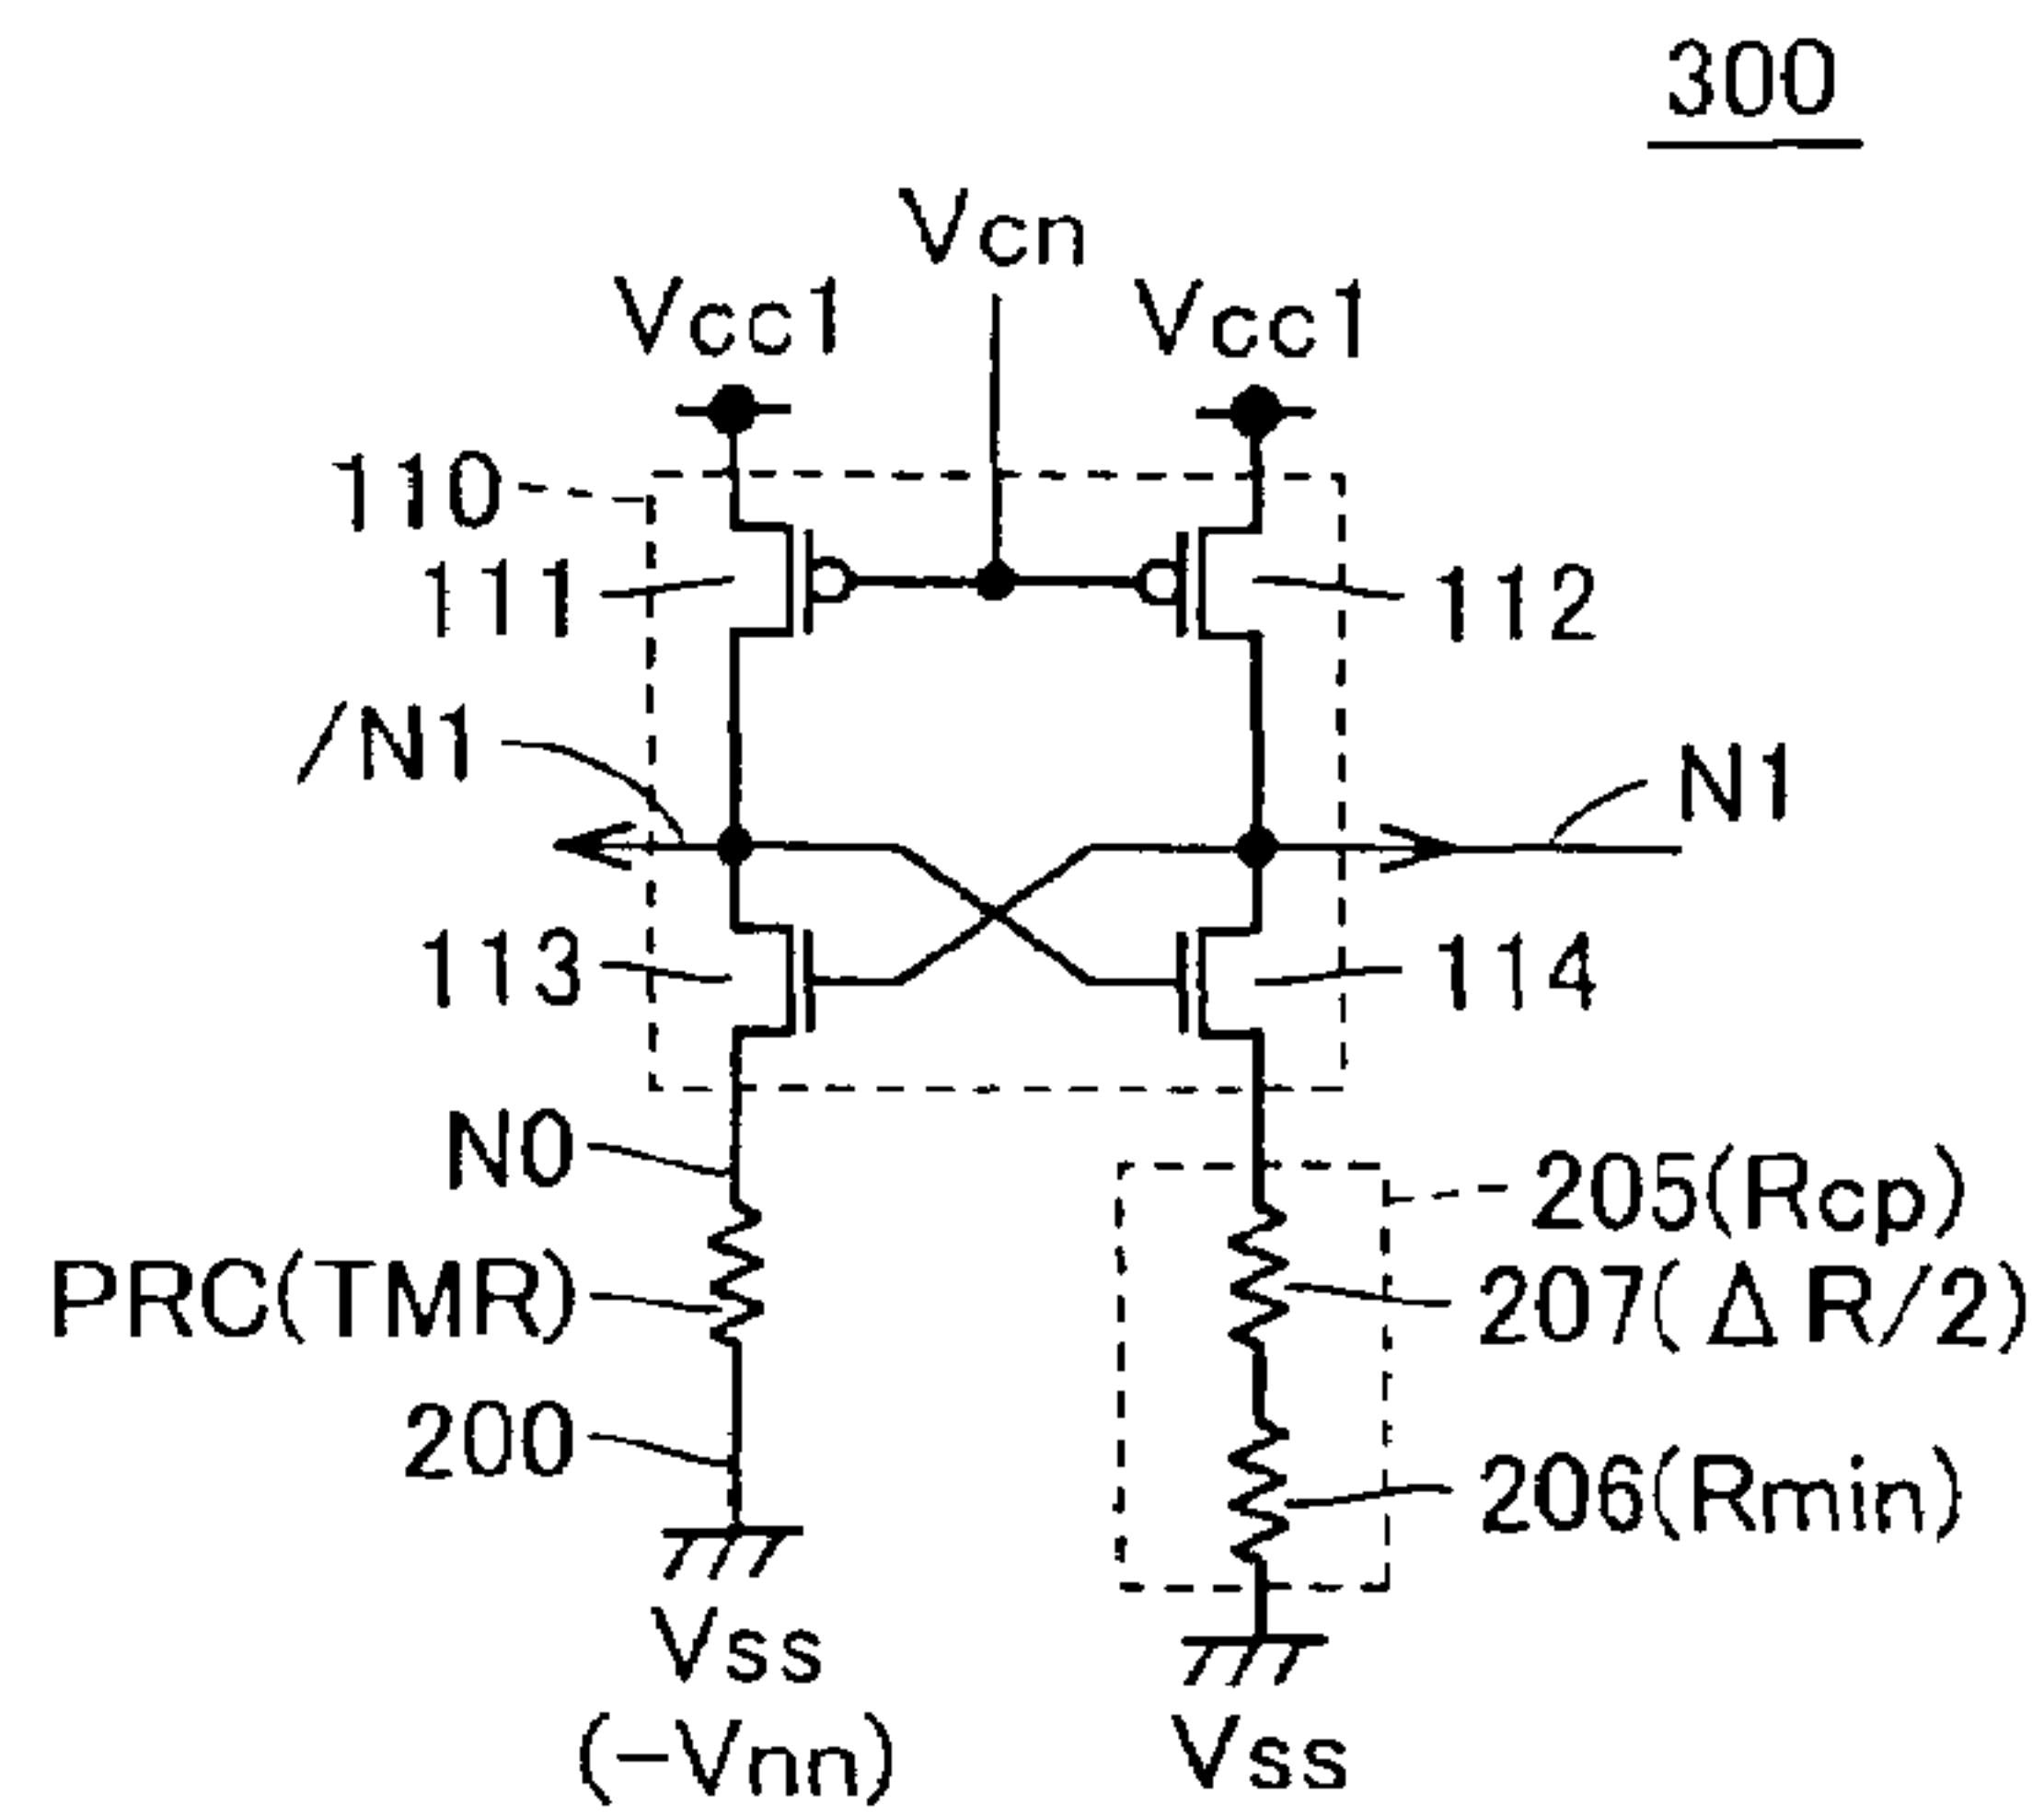 300
Vcn
Vcc1
Vcc1
110
111
112
/N1
N1
113
114
N0
205(Rcp)
PRC(TMR)
207(ΔR/2)
200
206(Rmin)
Vss
(-Vnn)
Vss